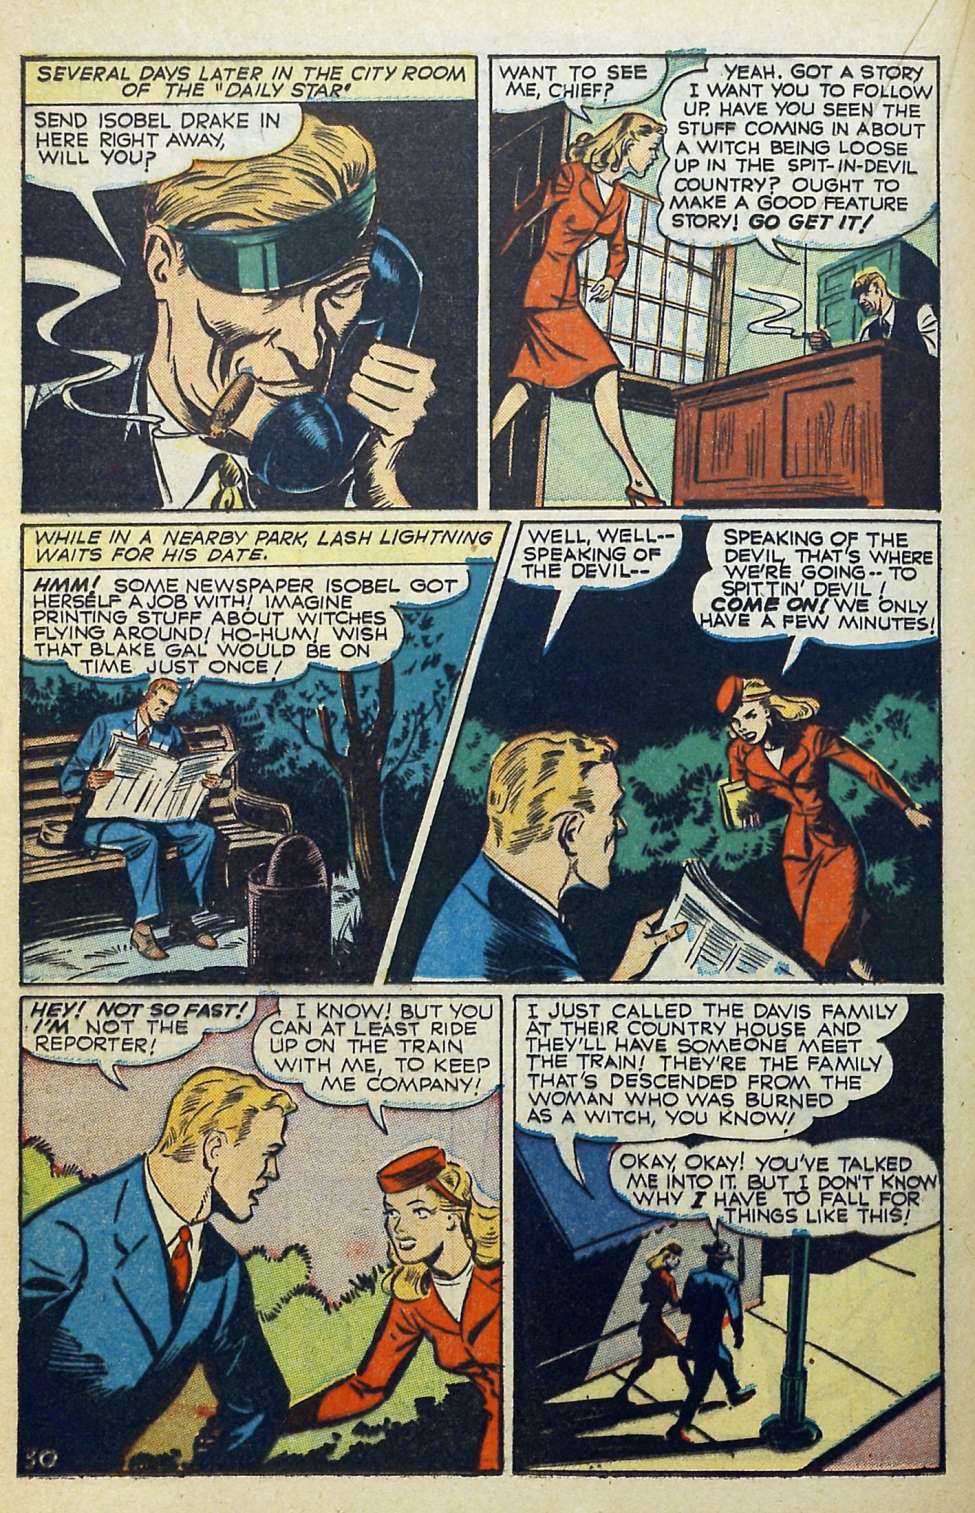 SEVERAL DAYS LATER IN THE CITY ROOM
OF THE "DAILY STAR"
SEND ISOBEL DRAKE IN
HERE RIGHT AWAY,
WILL YOU?
WANT TO SEE
ME, CHIEF?
YEAH. GOT A STORY
I WANT YOU TO FOLLOW
UP. HAVE YOU SEEN THE
STUFF COMING IN ABOUT
A WITCH BEING LOOSE
UP IN THE SPIT-IN-DEVIL
COUNTRY? OUGHT TO
MAKE A GOOD FEATURE
STORY! GO GET IT!
WHILE IN A NEARBY PARK, LASH LIGHTNING
WAITS FOR HIS DATE.
HMM! SOME NEWSPAPER ISOBEL GOT
HERSELF A JOB WITH! IMAGINE
PRINTING STUFF ABOUT WITCHES
FLYING AROUND! HO-HUM! WISH
THAT BLAKE GAL WOULD BE ON
TIME JUST ONCE!
WELL, WELL--
SPEAKING OF
THE DEVIL--
SPEAKING OF THE
DEVIL, THAT'S WHERE
WE'RE GOING-- TO
SPITTIN' DEVIL!
COME ON! WE ONLY
HAVE A FEW MINUTES!
HEY! NOT SO FAST!
I'M NOT THE
REPORTER!
I KNOW! BUT YOU
CAN AT LEAST RIDE
UP ON THE TRAIN
WITH ME, TO KEEP
ME COMPANY!
I JUST CALLED THE DAVIS FAMILY
AT THEIR COUNTRY HOUSE AND
THEY'LL HAVE SOMEONE MEET
THE TRAIN! THEY'RE THE FAMILY
THAT'S DESCENDED FROM THE
WOMAN WHO WAS BURNED
AS A WITCH, YOU KNOW!
OKAY, OKAY! YOU'VE TALKED
ME INTO IT. BUT I DON'T KNOW
WHY I HAVE TO FALL FOR
THINGS LIKE THIS!
30